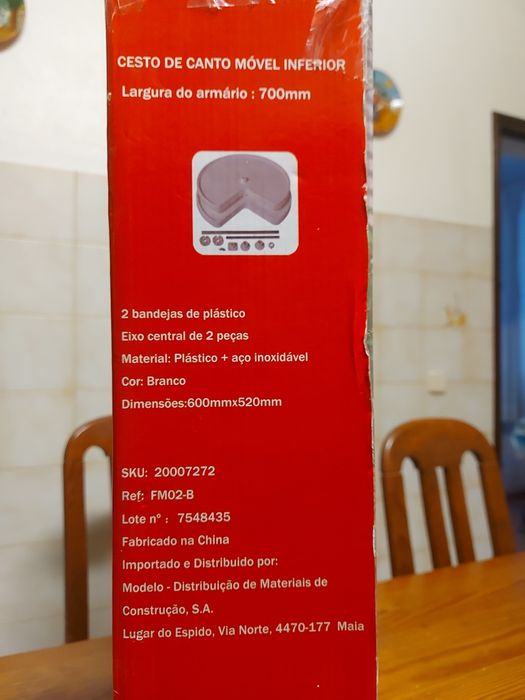 CESTO DE CANTO MÓVEL INFERIOR
Largura do armário : 700mm
2 bandejas de plástico
Eixo central de 2 peças
Material: Plástico + aço inoxidável
Cor: Branco
Dimensões:600mmx520mm
SKU: 20007272
Ref: FM02-B
Lote nº : 7548435
Fabricado na China
Importado e Distribuido por:
Modelo - Distribuição de Materiais de
Construção, S.A.
Lugar do Espido, Via Norte, 4470-177 Maia